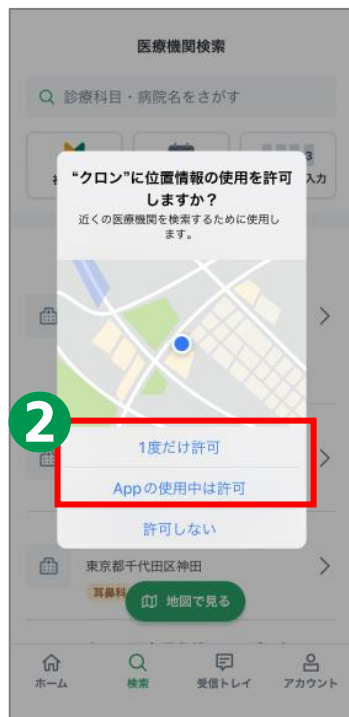 医療機関検索
診療科目・病院名をさがす
3
入力
“クロン”に位置情報の使用を許可
しますか？
近くの医療機関を検索するために使用し
ます。
2
1度だけ許可
Appの使用中は許可
許可しない
東京都千代田区神田
耳鼻科
地図で見る
ホーム
検索
受信トレイ
アカウント